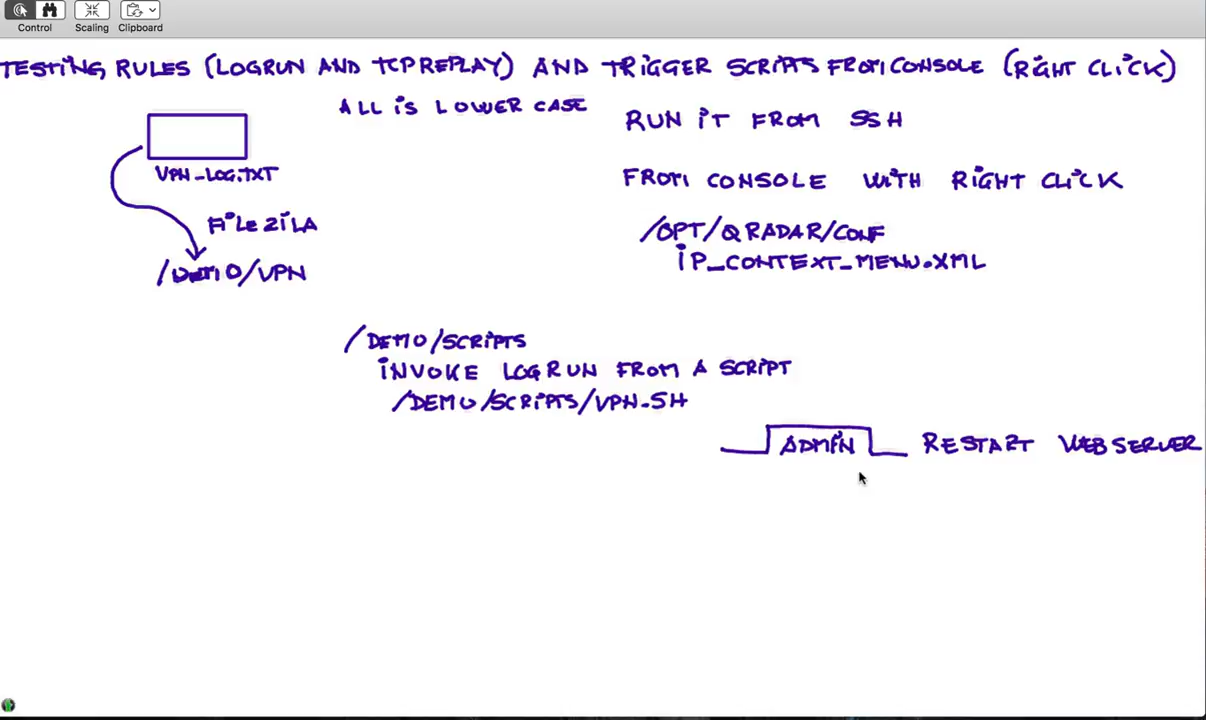 Control
Scaling
Clipboard
TESTING RULES (LOGRUN AND TCPREPLAY) AND TRIGGER SCRIPTS FROM CONSOLE (RIGHT CLICK)
ALL IS LOWER CASE
VPN_LOG.TXT
FILEZILA
/DEMO/VPN
RUN IT FROM SSH
FROM CONSOLE WITH RIGHT CLICK
/OPT/QRADAR/CONF
IP_CONTEXT_MENU.XML
/DEMO/SCRIPTS
INVOKE LOGRUN FROM A SCRIPT
/DEMO/SCRIPTS/VPN.SH
ADMIN RESTART WEBSERVER